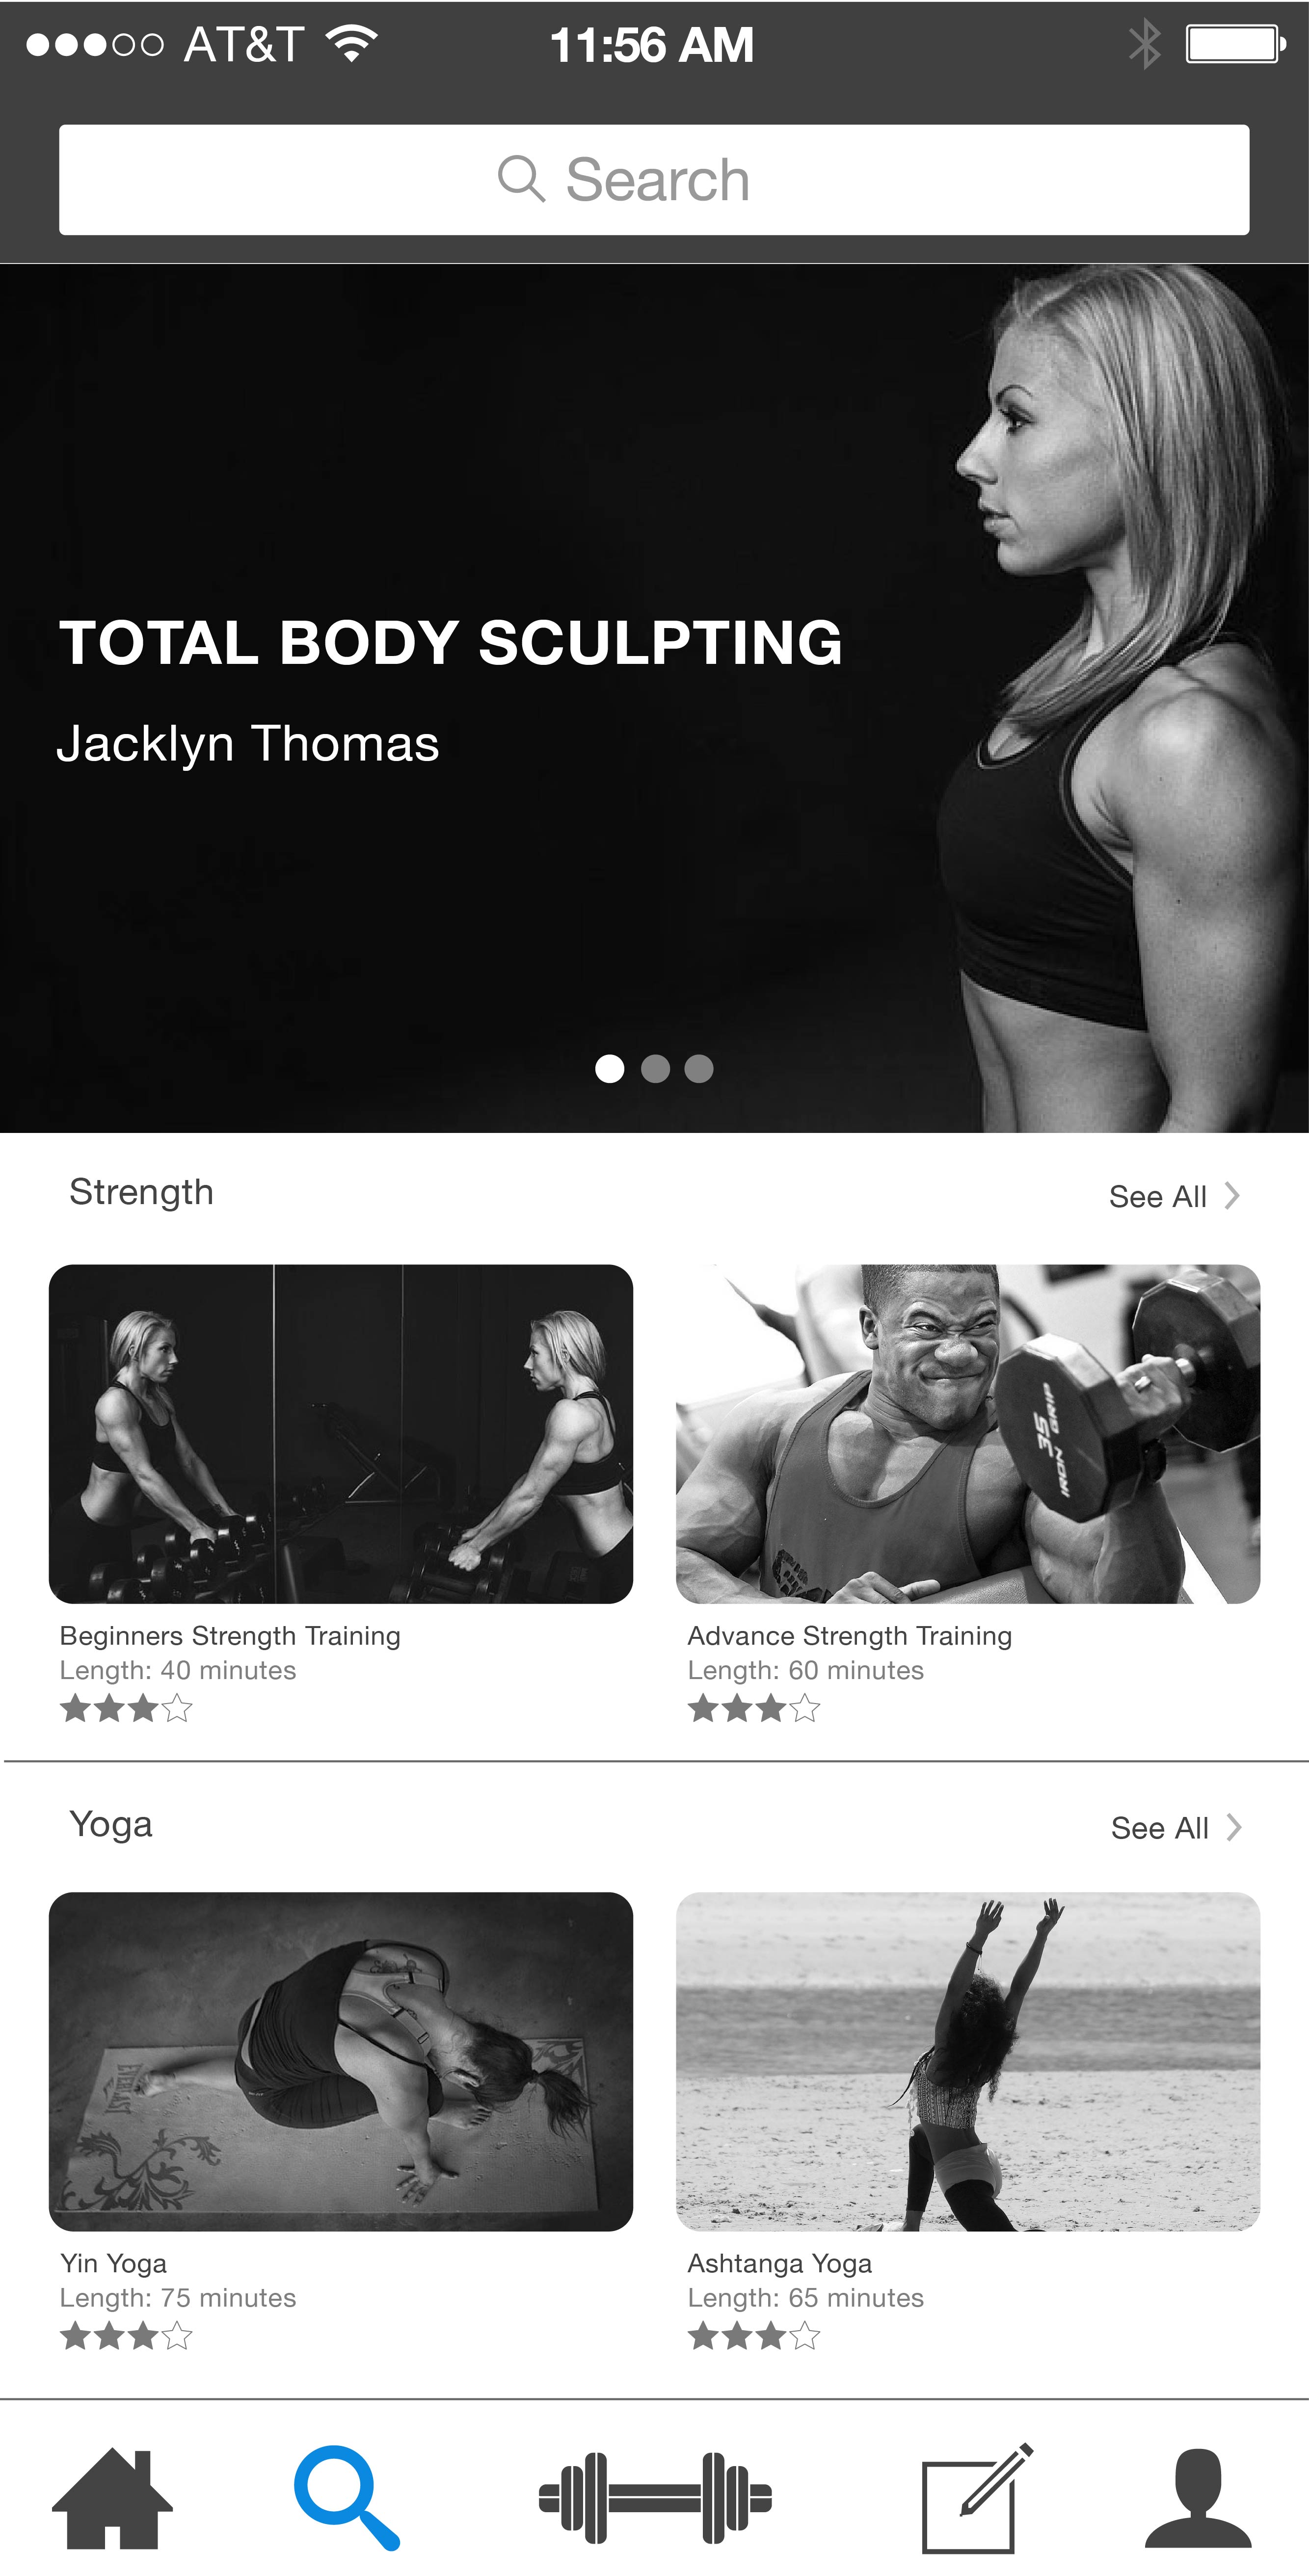 AT&T 11:56 AM
Search
TOTAL BODY SCULPTING
Jacklyn Thomas
Strength See All
35
IRON GRIP
Beginners Strength Training
Length: 40 minutes
Advance Strength Training
Length: 60 minutes
Yoga See All
EVERLAST
Yin Yoga
Length: 75 minutes
Ashtanga Yoga
Length: 65 minutes